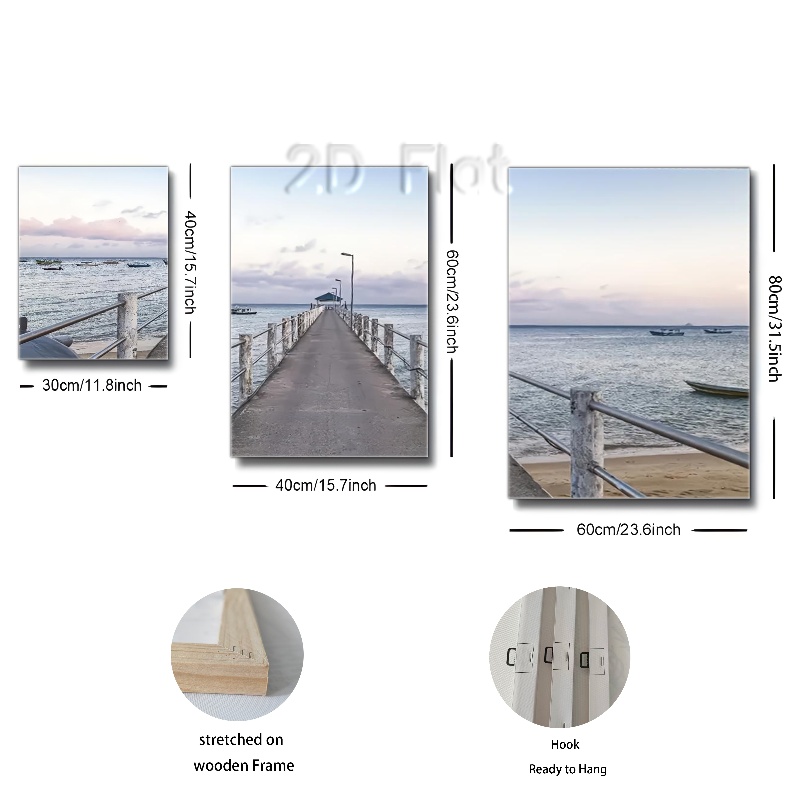 2D Flat
40cm/15.7inch
60cm/23.6inch
80cm/31.5inch
30cm/11.8inch
40cm/15.7inch
60cm/23.6inch
stretched on
wooden Frame
Hook
Ready to Hang